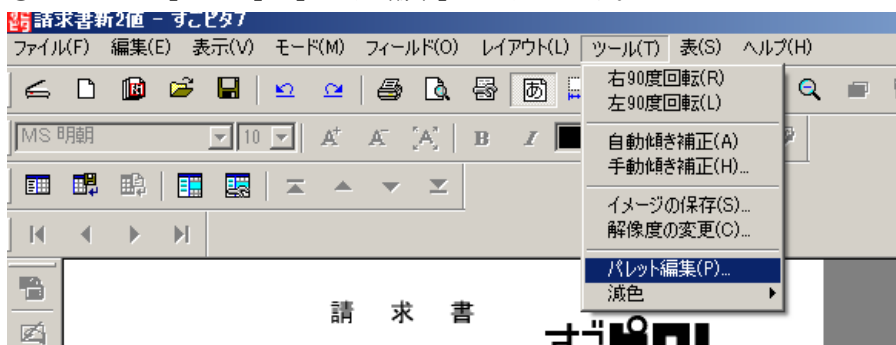 請求書新2値 - すごピタ7
ファイル(F) 編集(E) 表示(V) モード(M) フィールド(O) レイアウト(L) ツール(T) 表(S) ヘルプ(H)
あ
MS 明朝 10 A+ A- [A] B I
右90度回転(R)
左90度回転(L)
自動傾き補正(A)
手動傾き補正(H)...
イメージの保存(S)...
解像度の変更(C)...
パレット編集(P)...
減色
請 求 書